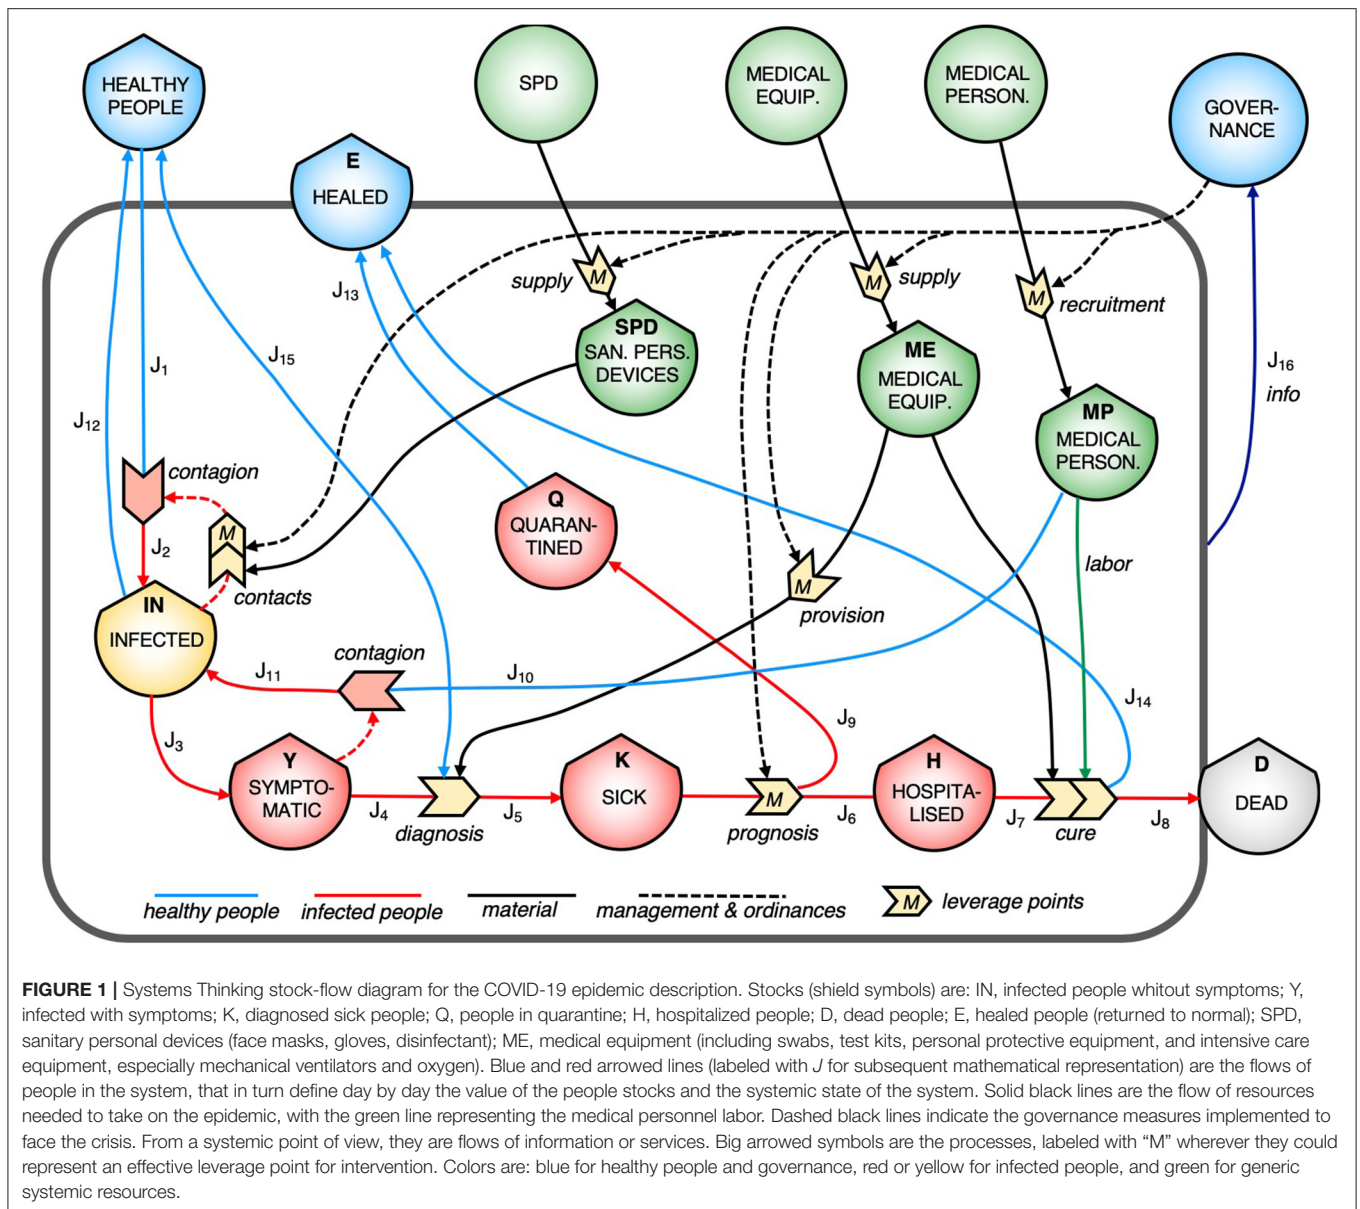 HEALTHY
PEOPLE
SPD
MEDICAL
EQUIP.
MEDICAL
PERSON.
GOVER-
NANCE
E
HEALED
J13
supply
M
M
supply
M
recruitment
SPD
SAN. PERS.
DEVICES
ME
MEDICAL
EQUIP.
MP
MEDICAL
PERSON.
J16
info
J1
J15
J12
contagion
M
contacts
J2
Q
QUARAN-
TINED
M
provision
labor
IN
INFECTED
contagion
J11
J10
J14
J3
J9
Y
SYMPTO-
MATIC
J4
diagnosis
J5
K
SICK
M
prognosis
J6
H
HOSPITA-
LISED
J7
cure
J8
D
DEAD
healthy people
infected people
material
management & ordinances
M
leverage points
FIGURE 1 | Systems Thinking stock-flow diagram for the COVID-19 epidemic description. Stocks (shield symbols) are: IN, infected people whitout symptoms; Y,
infected with symptoms; K, diagnosed sick people; Q, people in quarantine; H, hospitalized people; D, dead people; E, healed people (returned to normal); SPD,
sanitary personal devices (face masks, gloves, disinfectant); ME, medical equipment (including swabs, test kits, personal protective equipment, and intensive care
equipment, especially mechanical ventilators and oxygen). Blue and red arrowed lines (labeled with J for subsequent mathematical representation) are the flows of
people in the system, that in turn define day by day the value of the people stocks and the systemic state of the system. Solid black lines are the flow of resources
needed to take on the epidemic, with the green line representing the medical personnel labor. Dashed black lines indicate the governance measures implemented to
face the crisis. From a systemic point of view, they are flows of information or services. Big arrowed symbols are the processes, labeled with “M” wherever they could
represent an effective leverage point for intervention. Colors are: blue for healthy people and governance, red or yellow for infected people, and green for generic
systemic resources.